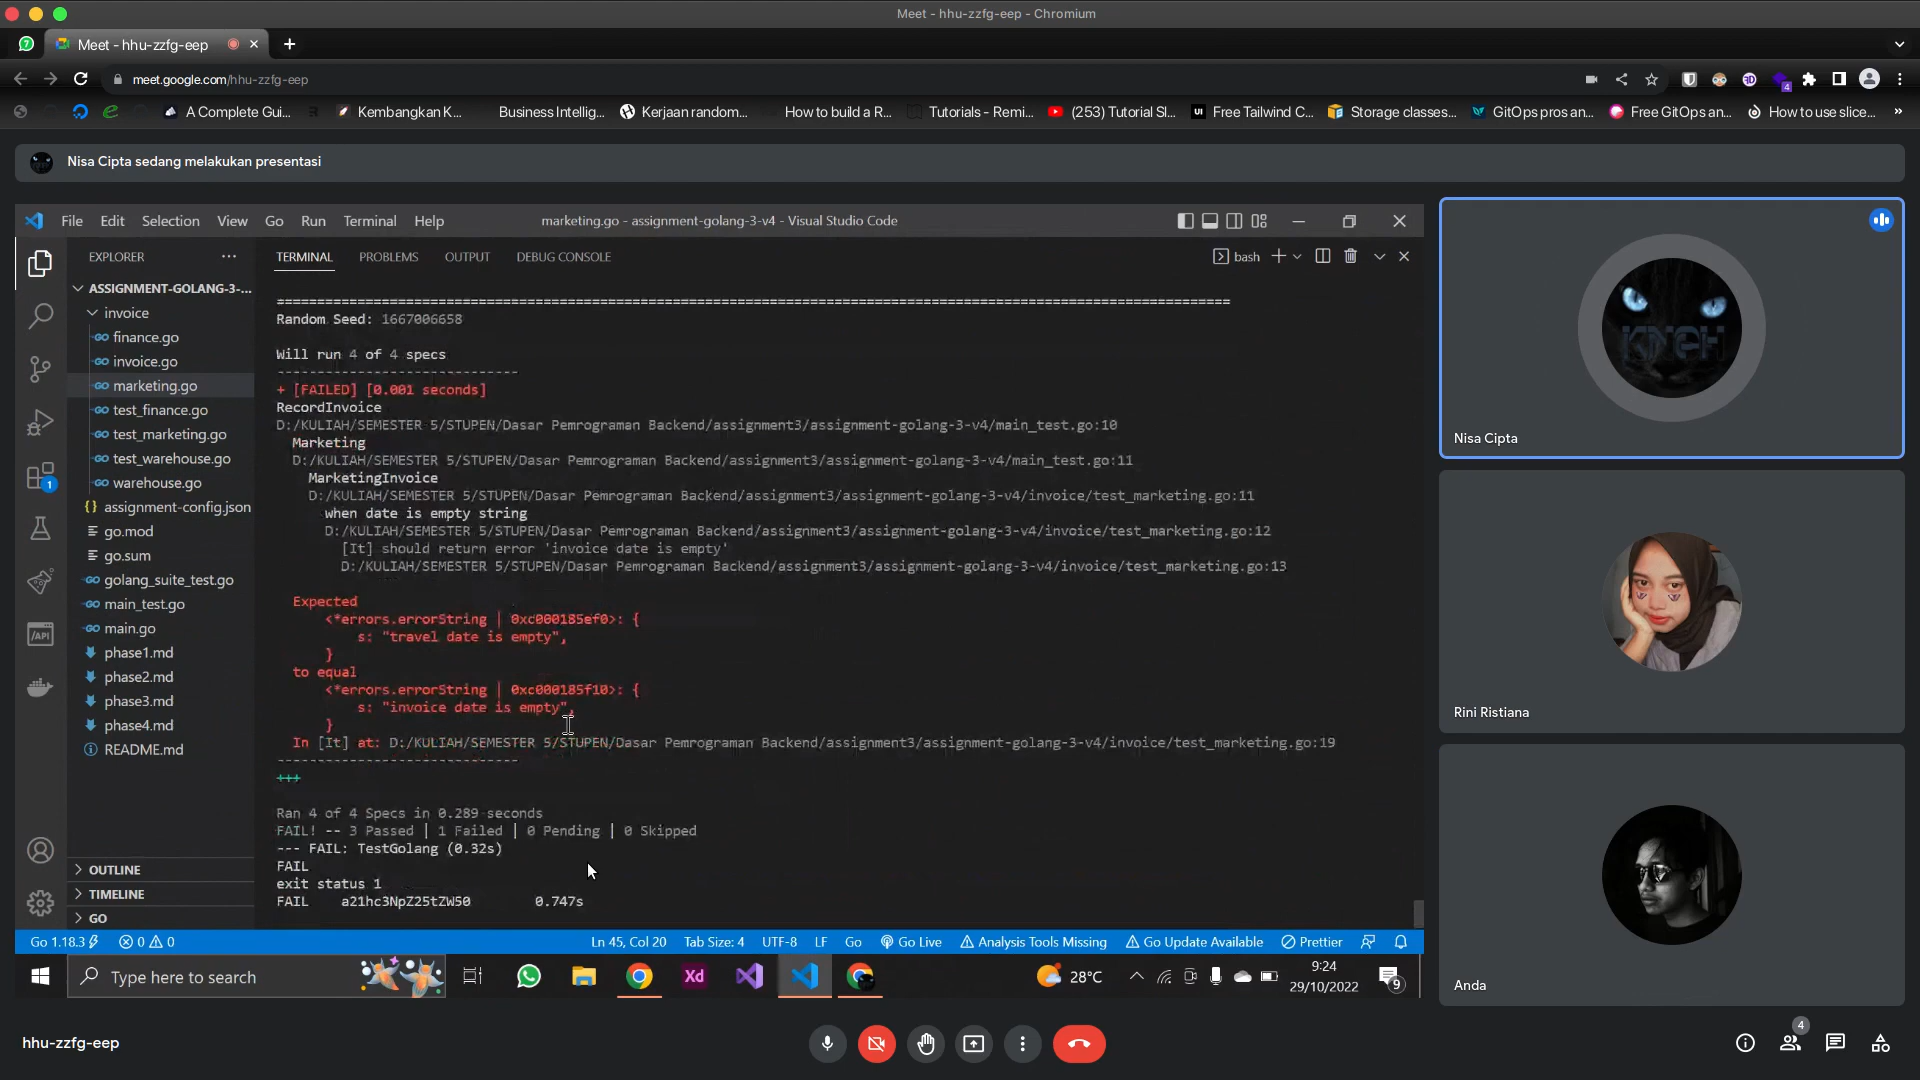 Meet - hhu-zzfg-eep - Chromium
Meet - hhu-zzfg-eep
meet.google.com/hhu-zzfg-eep
4
A Complete Gui...
Kembangkan K...
Business Intellig...
Kerjaan random...
How to build a R...
Tutorials - Remi...
(253) Tutorial Sl...
UI
Free Tailwind C...
Storage classes...
GitOps pros an...
Free GitOps an...
How to use slice...
»
Nisa Cipta sedang melakukan presentasi
File Edit Selection View Go Run Terminal Help
marketing.go - assignment-golang-3-v4 - Visual Studio Code
EXPLORER
TERMINAL PROBLEMS OUTPUT DEBUG CONSOLE
bash
ASSIGNMENT-GOLANG-3-...
invoice
finance.go
invoice.go
marketing.go
test_finance.go
test_marketing.go
test_warehouse.go
warehouse.go
assignment-config.json
go.mod
go.sum
golang_suite_test.go
main_test.go
main.go
phase1.md
phase2.md
phase3.md
phase4.md
README.md
OUTLINE
TIMELINE
GO
1
Random Seed: 1667006658
Will run 4 of 4 specs
------------------------------
+ [FAILED] [0.001 seconds]
RecordInvoice
D:/KULIAH/SEMESTER 5/STUPEN/Dasar Pemrograman Backend/assignment3/assignment-golang-3-v4/main_test.go:10
Marketing
D:/KULIAH/SEMESTER 5/STUPEN/Dasar Pemrograman Backend/assignment3/assignment-golang-3-v4/main_test.go:11
MarketingInvoice
D:/KULIAH/SEMESTER 5/STUPEN/Dasar Pemrograman Backend/assignment3/assignment-golang-3-v4/invoice/test_marketing.go:11
when date is empty string
D:/KULIAH/SEMESTER 5/STUPEN/Dasar Pemrograman Backend/assignment3/assignment-golang-3-v4/invoice/test_marketing.go:12
[It] should return error 'invoice date is empty'
D:/KULIAH/SEMESTER 5/STUPEN/Dasar Pemrograman Backend/assignment3/assignment-golang-3-v4/invoice/test_marketing.go:13
Expected
<*errors.errorString | 0xc000185ef0>: {
s: "travel date is empty",
}
to equal
<*errors.errorString | 0xc000185f10>: {
s: "invoice date is empty",
}
In [It] at: D:/KULIAH/SEMESTER 5/STUPEN/Dasar Pemrograman Backend/assignment3/assignment-golang-3-v4/invoice/test_marketing.go:19
------------------------------
+++
Ran 4 of 4 Specs in 0.289 seconds
FAIL! -- 3 Passed | 1 Failed | 0 Pending | 0 Skipped
--- FAIL: TestGolang (0.32s)
FAIL
exit status 1
FAIL a21hc3NpZ25tZW50 0.747s
Go 1.18.3 0 0
Ln 45, Col 20 Tab Size: 4 UTF-8 LF Go Go Live Analysis Tools Missing Go Update Available Prettier
Type here to search
Xd
28°C
9:24
29/10/2022
9
KNEH
Nisa Cipta
Rini Ristiana
Anda
hhu-zzfg-eep
4